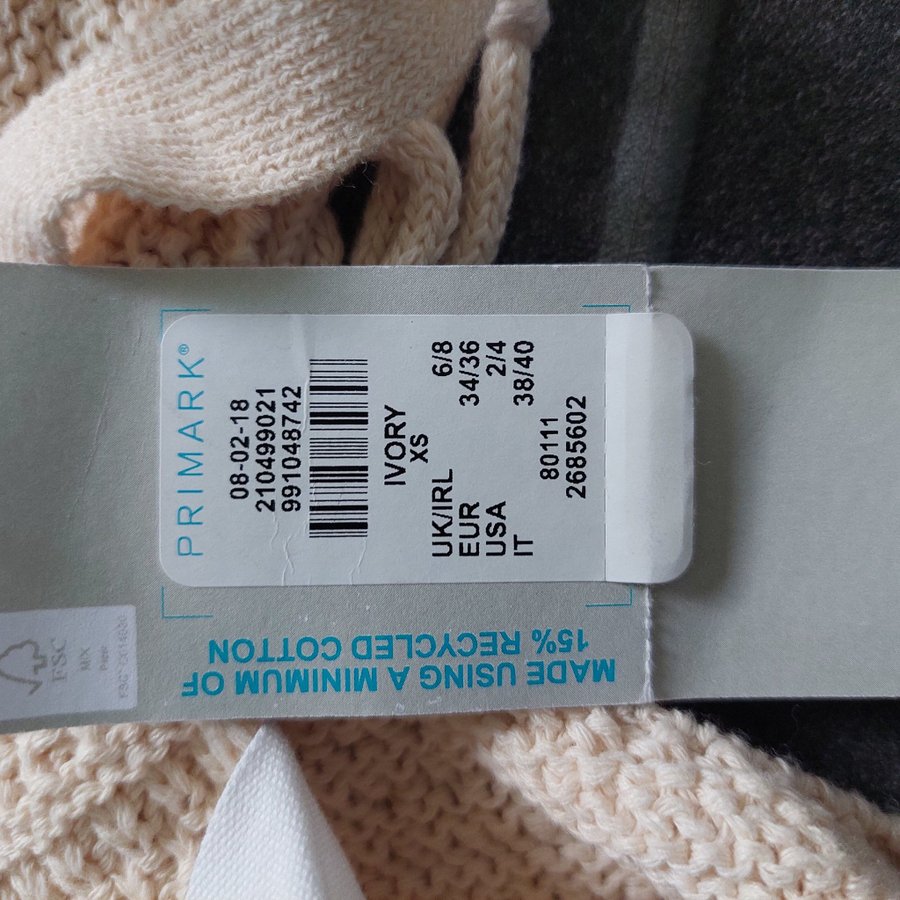 PRIMARK®
08-02-18
210499021
991048742
IVORY
XS
UK/IRL 6/8
EUR 34/36
USA 2/4
IT 38/40
80111
2685602
MADE USING A MINIMUM OF
15% RECYCLED COTTON
FSC
MIX